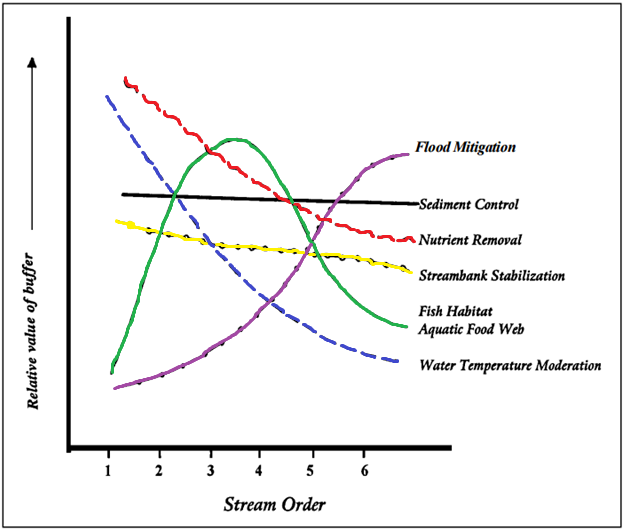 Relative value of buffer
Flood Mitigation
Sediment Control
Nutrient Removal
Streambank Stabilization
Fish Habitat
Aquatic Food Web
Water Temperature Moderation
1 2 3 4 5 6
Stream Order